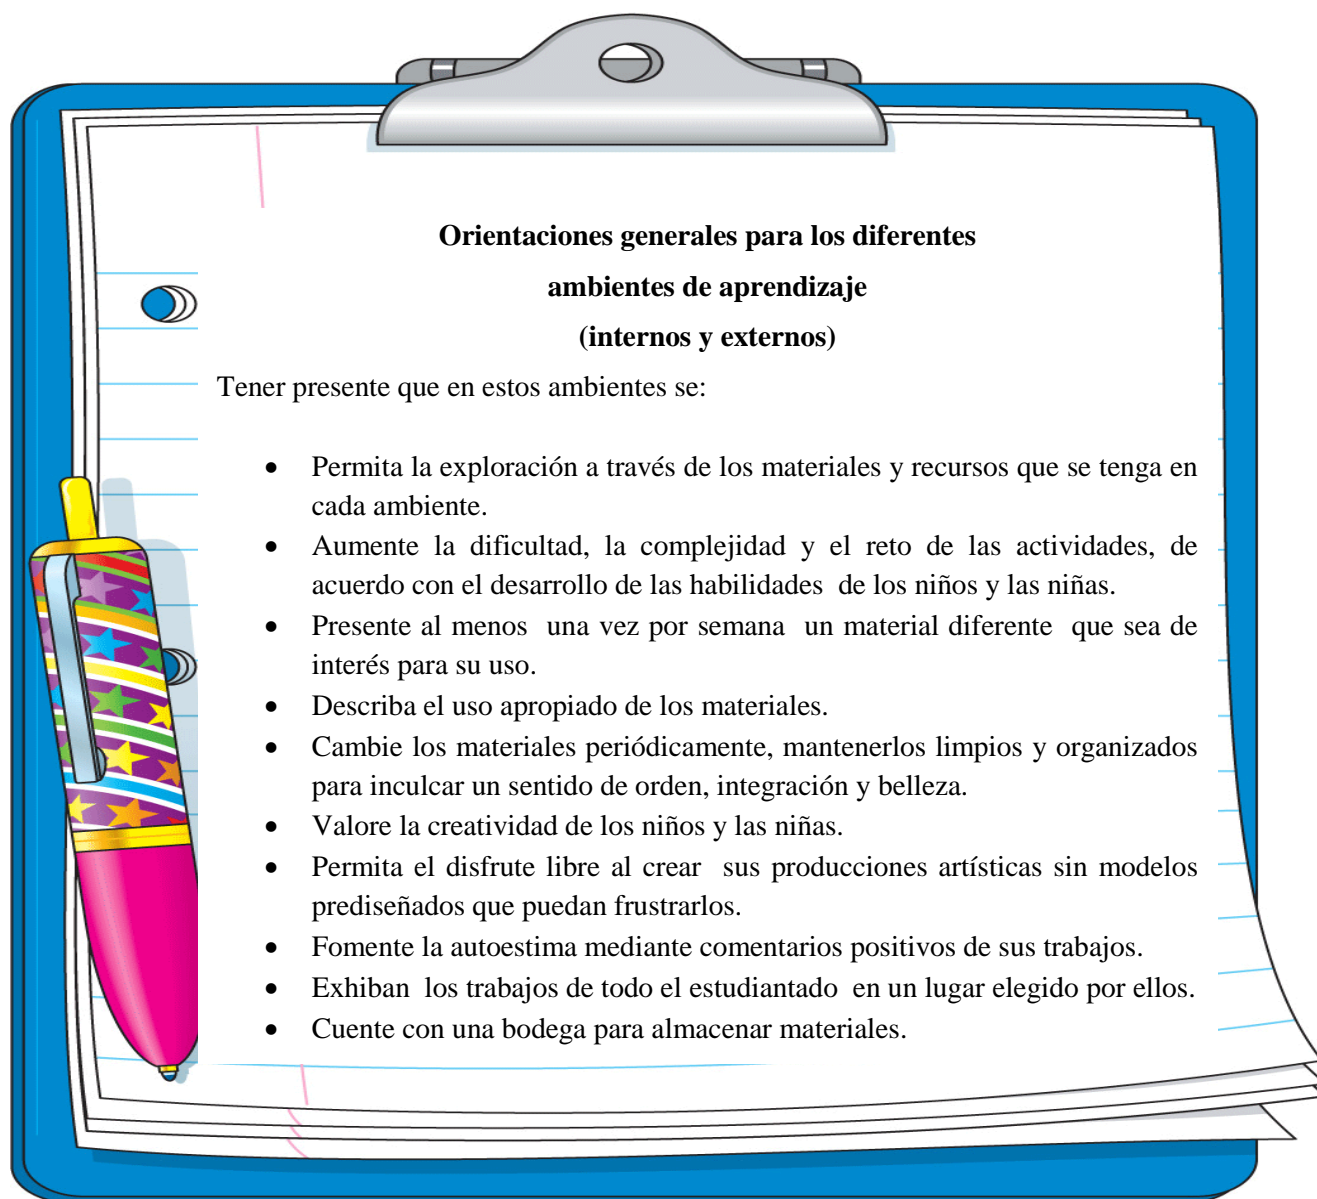 Orientaciones generales para los diferentes
ambientes de aprendizaje
(internos y externos)
Tener presente que en estos ambientes se:
• Permita la exploración a través de los materiales y recursos que se tenga en
cada ambiente.
• Aumente la dificultad, la complejidad y el reto de las actividades, de
acuerdo con el desarrollo de las habilidades de los niños y las niñas.
• Presente al menos una vez por semana un material diferente que sea de
interés para su uso.
• Describa el uso apropiado de los materiales.
• Cambie los materiales periódicamente, mantenerlos limpios y organizados
para inculcar un sentido de orden, integración y belleza.
• Valore la creatividad de los niños y las niñas.
• Permita el disfrute libre al crear sus producciones artísticas sin modelos
prediseñados que puedan frustrarlos.
• Fomente la autoestima mediante comentarios positivos de sus trabajos.
• Exhiban los trabajos de todo el estudiantado en un lugar elegido por ellos.
• Cuente con una bodega para almacenar materiales.